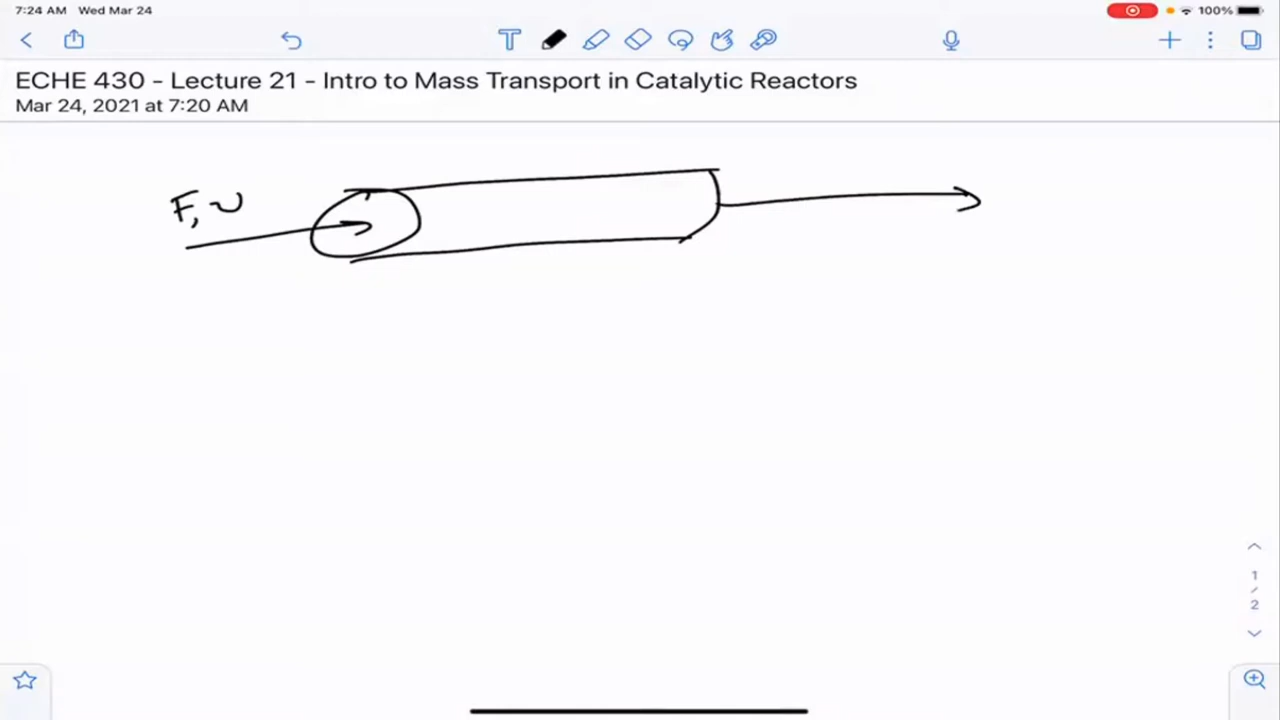 7:24 AM Wed Mar 24
100%
ECHE 430 - Lecture 21 - Intro to Mass Transport in Catalytic Reactors
Mar 24, 2021 at 7:20 AM
F, υ
1
/
2